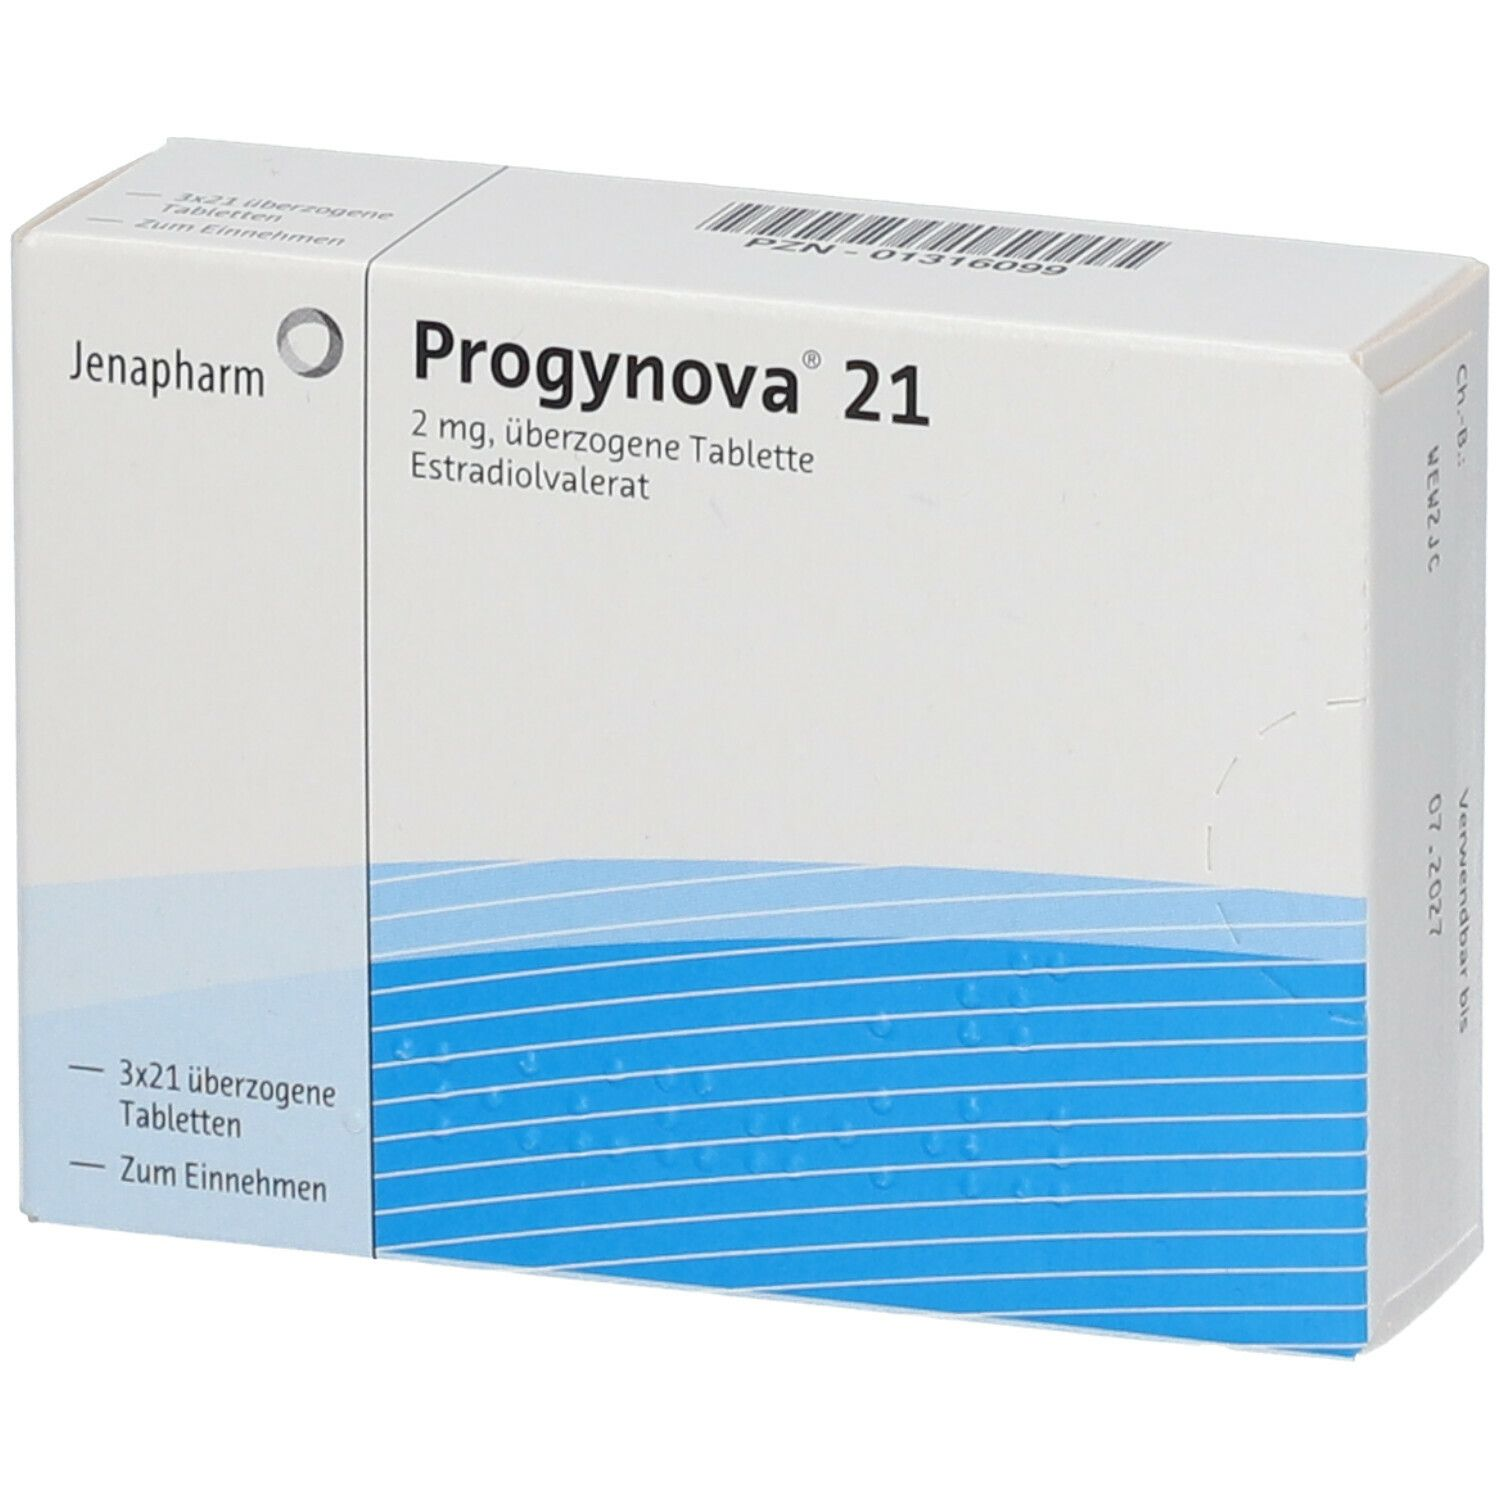 3x21 überzogene
Tabletten
Zum Einnehmen
PZN - 01316099
Jenapharm
Progynova® 21
2 mg, überzogene Tablette
Estradiolvalerat
3x21 überzogene
Tabletten
Zum Einnehmen
Ch.-B.:
WEW2JC
Verwendbar bis
07.2027